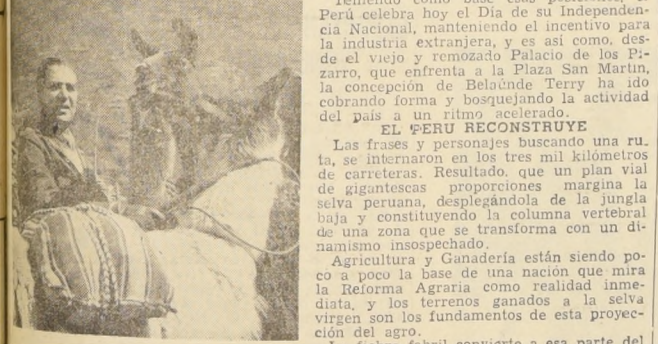 Perú celebra hoy el Día de su Independen-
cia Nacional, manteniendo el incentivo para
la industria extranjera, y es así como, des-
de el viejo y remozado Palacio de los Pi-
zarro, que enfrenta a la Plaza San Martín,
la concepción de Belaúnde Terry ha ido
cobrando forma y bosquejando la actividad
del país a un ritmo acelerado.
EL PERU RECONSTRUYE
Las frases y personajes buscando una ru-
ta, se internaron en los tres mil kilómetros
de carreteras. Resultado, que un plan vial
de gigantescas proporciones margina la
selva peruana, desplegándola de la jungla
baja y constituyendo la columna vertebral
de una zona que se transforma con un di-
namismo insospechado.
Agricultura y Ganadería están siendo po-
co a poco la base de una nación que mira
la Reforma Agraria como realidad inme-
diata, y los terrenos ganados a la selva
virgen son los fundamentos de esta proyec-
ción del agro.